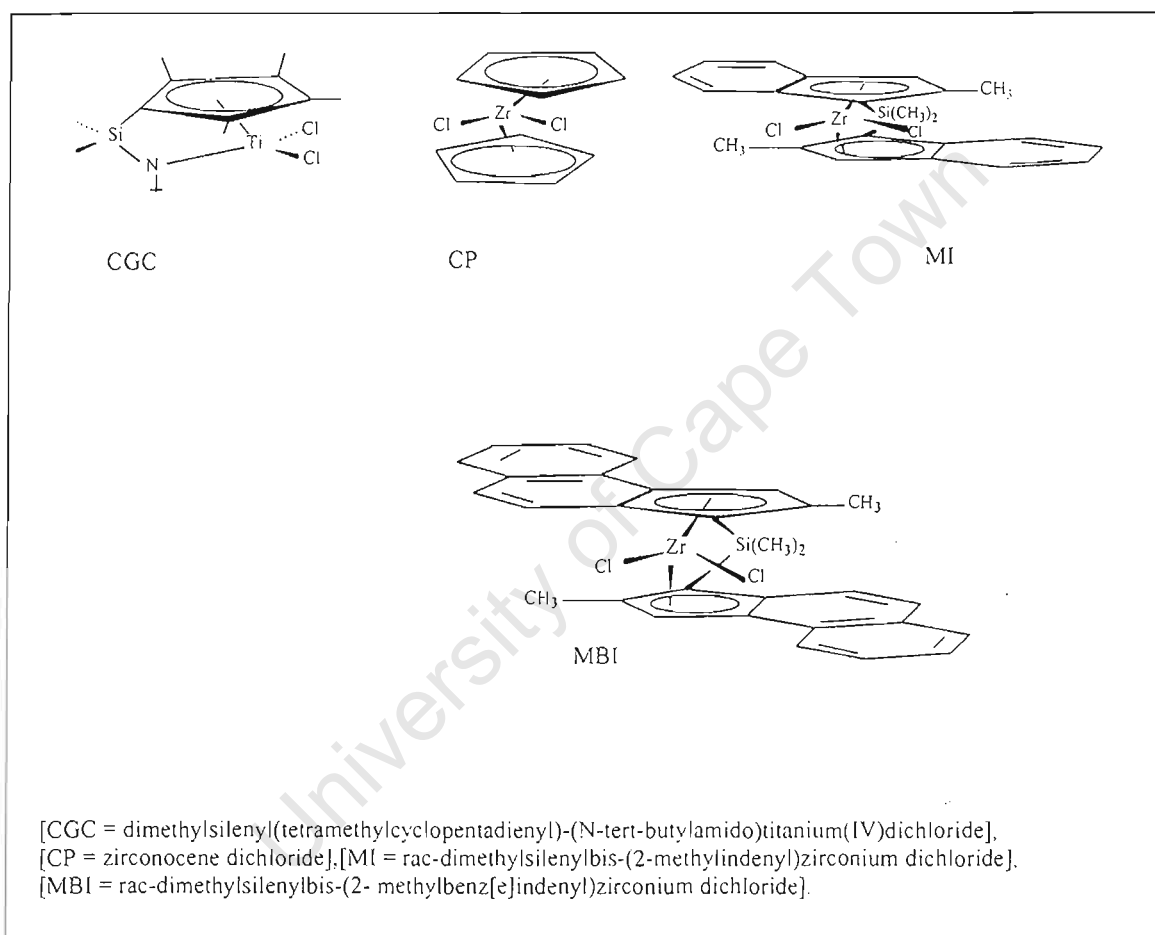 Si
N
Ti
Cl
Cl
CGC
Zr
Cl
Cl
CP
CH₃
Si(CH₃)₂
Zr
Cl
Cl
CH₃
MI
CH₃
Si(CH₃)₂
Zr
Cl
Cl
CH₃
MBI
University of Cape Town
[CGC = dimethylsilenyl(tetramethylcyclopentadienyl)-(N-tert-butylamido)titanium(IV)dichloride],
[CP = zirconocene dichloride],[MI = rac-dimethylsilenylbis-(2-methylindenyl)zirconium dichloride].
[MBI = rac-dimethylsilenylbis-(2- methylbenz[e]indenyl)zirconium dichloride].